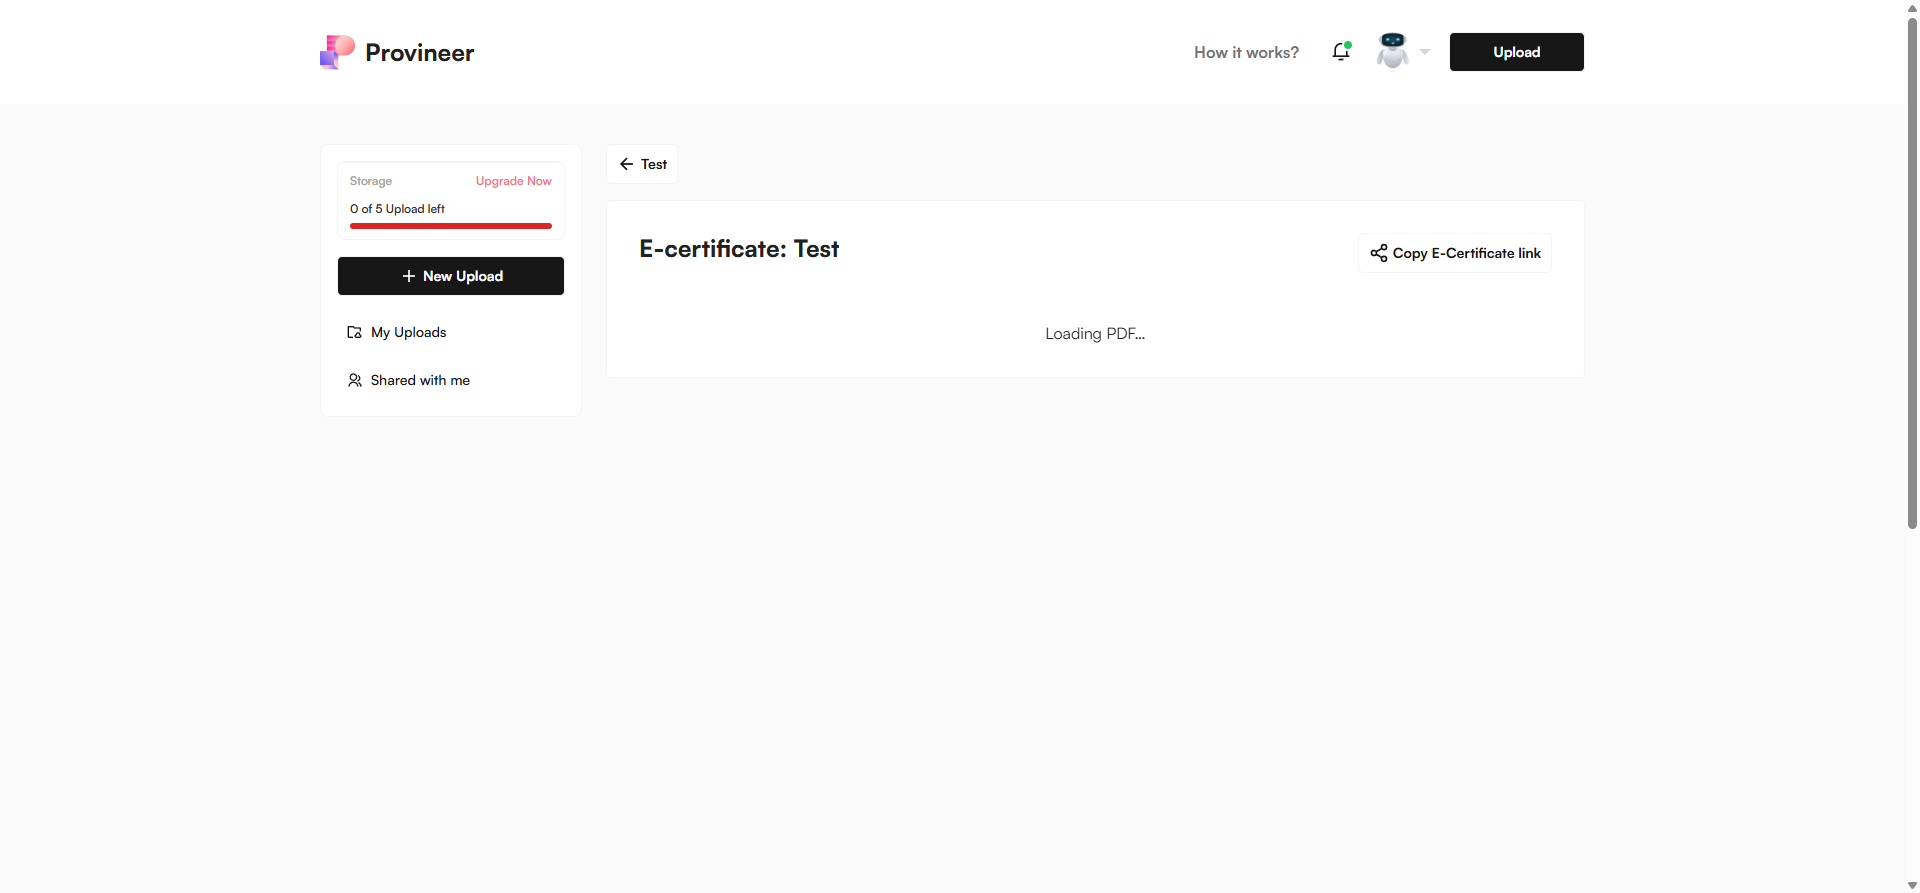 Provineer
How it works?
Upload
Storage
Upgrade Now
0 of 5 Upload left
New Upload
My Uploads
Shared with me
Test
E-certificate: Test
Copy E-Certificate link
Loading PDF...